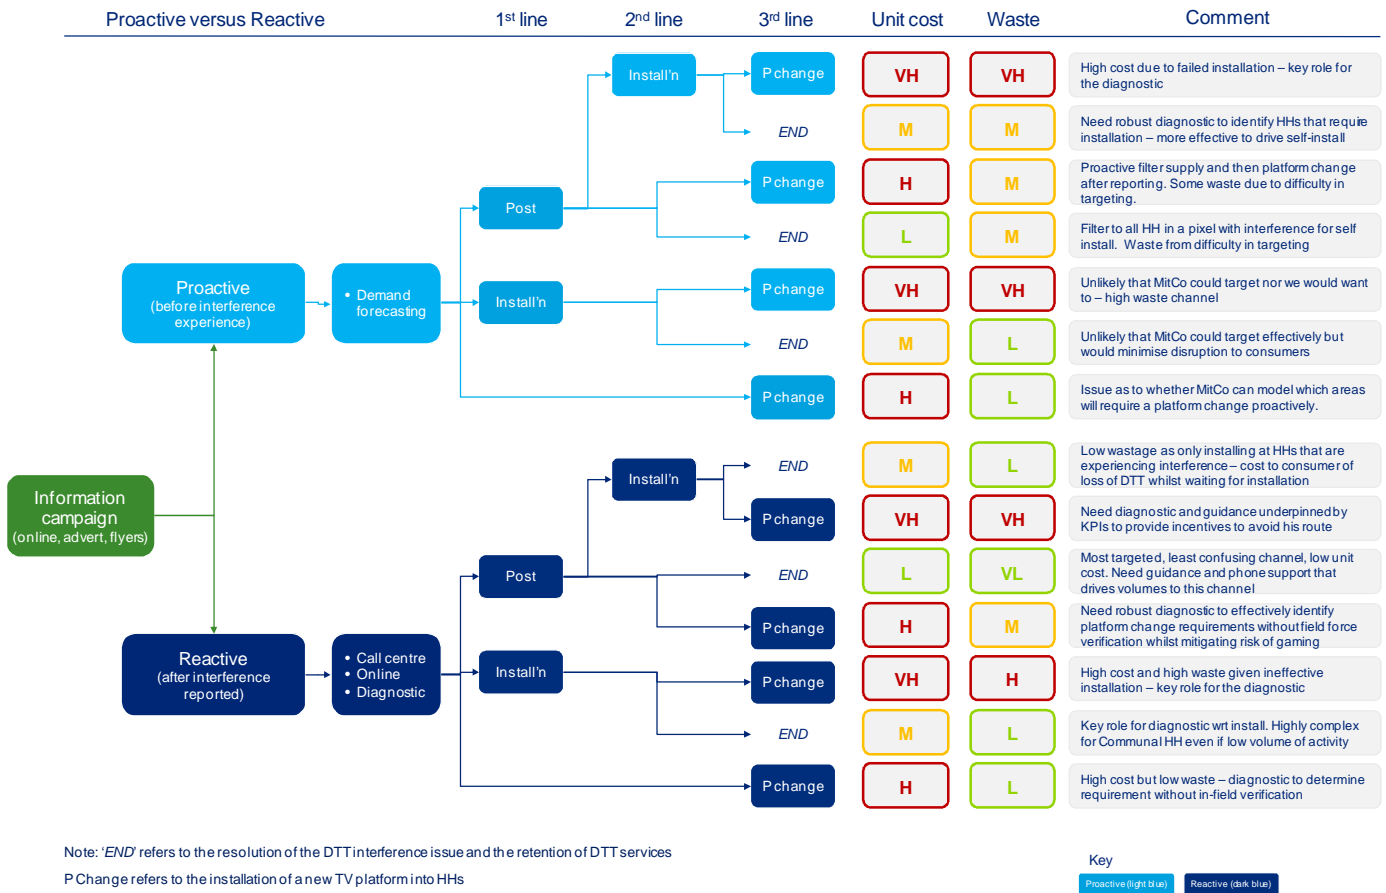 Proactive versus Reactive
1st line
2nd line
3rd line
Unit cost
Waste
Comment
Install'n
P change
VH
VH
High cost due to failed installation – key role for
the diagnostic
END
M
M
Need robust diagnostic to identify HHs that require
installation – more effective to drive self-install
Post
P change
H
M
Proactive filter supply and then platform change
after reporting. Some waste due to difficulty in
targeting.
END
L
M
Filter to all HH in a pixel with interference for self
install. Waste from difficulty in targeting
Proactive
(before interference
experience)
• Demand
forecasting
Install'n
P change
VH
VH
Unlikely that MitCo could target nor we would want
to – high waste channel
END
M
L
Unlikely that MitCo could target effectively but
would minimise disruption to consumers
P change
H
L
Issue as to whether MitCo can model which areas
will require a platform change proactively.
Information
campaign
(online, advert, flyers)
Install'n
END
M
L
Low wastage as only installing at HHs that are
experiencing interference – cost to consumer of
loss of DTT whilst waiting for installation
P change
VH
VH
Need diagnostic and guidance underpinned by
KPIs to provide incentives to avoid his route
Post
END
L
VL
Most targeted, least confusing channel, low unit
cost. Need guidance and phone support that
drives volumes to this channel
P change
H
M
Need robust diagnostic to effectively identify
platform change requirements without field force
verification whilst mitigating risk of gaming
Reactive
(after interference
reported)
• Call centre
• Online
• Diagnostic
Install'n
P change
VH
H
High cost and high waste given ineffective
installation – key role for the diagnostic
END
M
L
Key role for diagnostic wrt install. Highly complex
for Communal HH even if low volume of activity
P change
H
L
High cost but low waste – diagnostic to determine
requirement without in-field verification
Note: 'END' refers to the resolution of the DTT interference issue and the retention of DTT services
P Change refers to the installation of a new TV platform into HHs
Key
Proactive (light blue)
Reactive (dark blue)